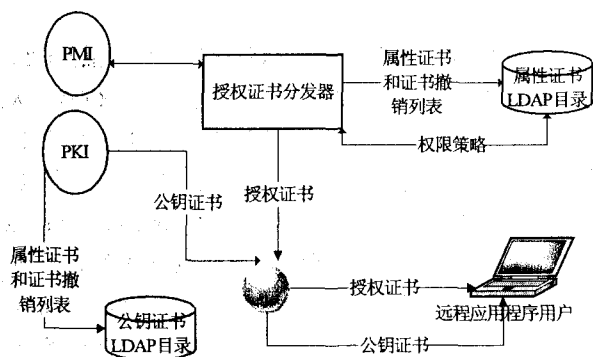 PMI
授权证书分发器
属性证书
和证书撤
销列表
属性证书
LDAP目录
权限策略
PKI
公钥证书
授权证书
属性证书
和证书撤
销列表
公钥证书
LDAP目录
授权证书
远程应用程序用户
公钥证书